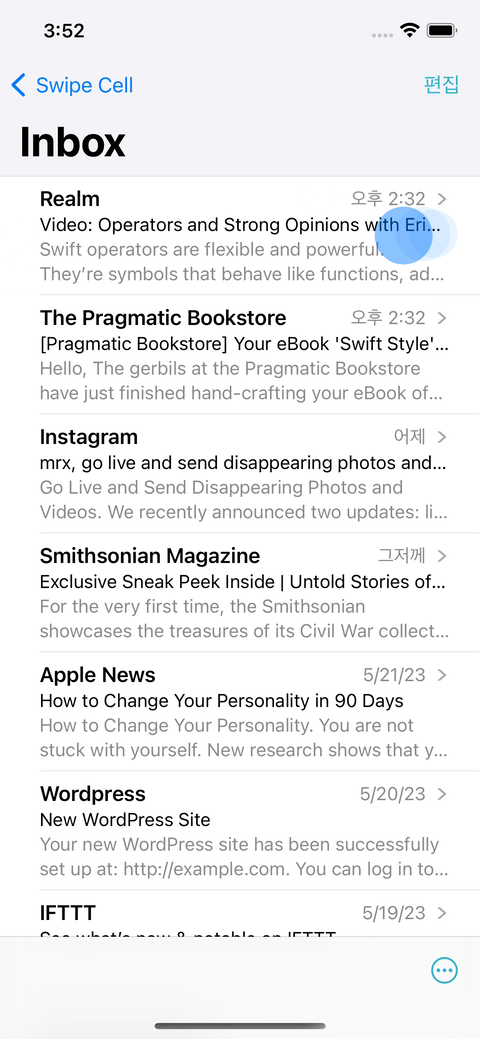 3:52
Swipe Cell
편집
Inbox
Realm 오후 2:32
Video: Operators and Strong Opinions with Eri...
Swift operators are flexible and powerful.
They’re symbols that behave like functions, ad...
The Pragmatic Bookstore 오후 2:32
[Pragmatic Bookstore] Your eBook 'Swift Style'...
Hello, The gerbils at the Pragmatic Bookstore
have just finished hand-crafting your eBook of...
Instagram 어제
mrx, go live and send disappearing photos and...
Go Live and Send Disappearing Photos and
Videos. We recently announced two updates: li...
Smithsonian Magazine 그저께
Exclusive Sneak Peek Inside | Untold Stories of...
For the very first time, the Smithsonian
showcases the treasures of its Civil War collect...
Apple News 5/21/23
How to Change Your Personality in 90 Days
How to Change Your Personality. You are not
stuck with yourself. New research shows that y...
Wordpress 5/20/23
New WordPress Site
Your new WordPress site has been successfully
set up at: http://example.com. You can log in to...
IFTTT 5/19/23
See what's new & notable on IFTTT